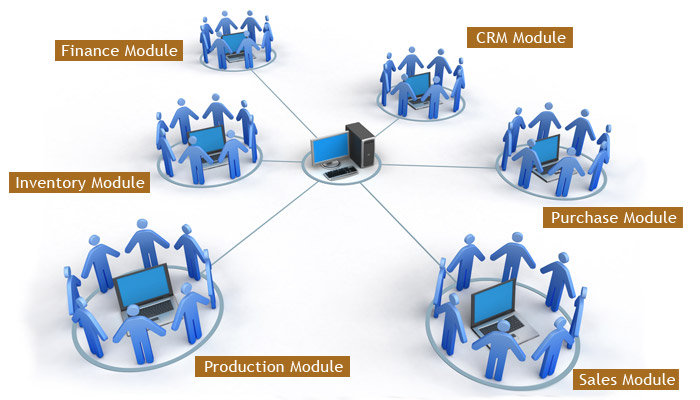 CRM Module
Finance Module
Inventory Module
Purchase Module
Production Module
Sales Module